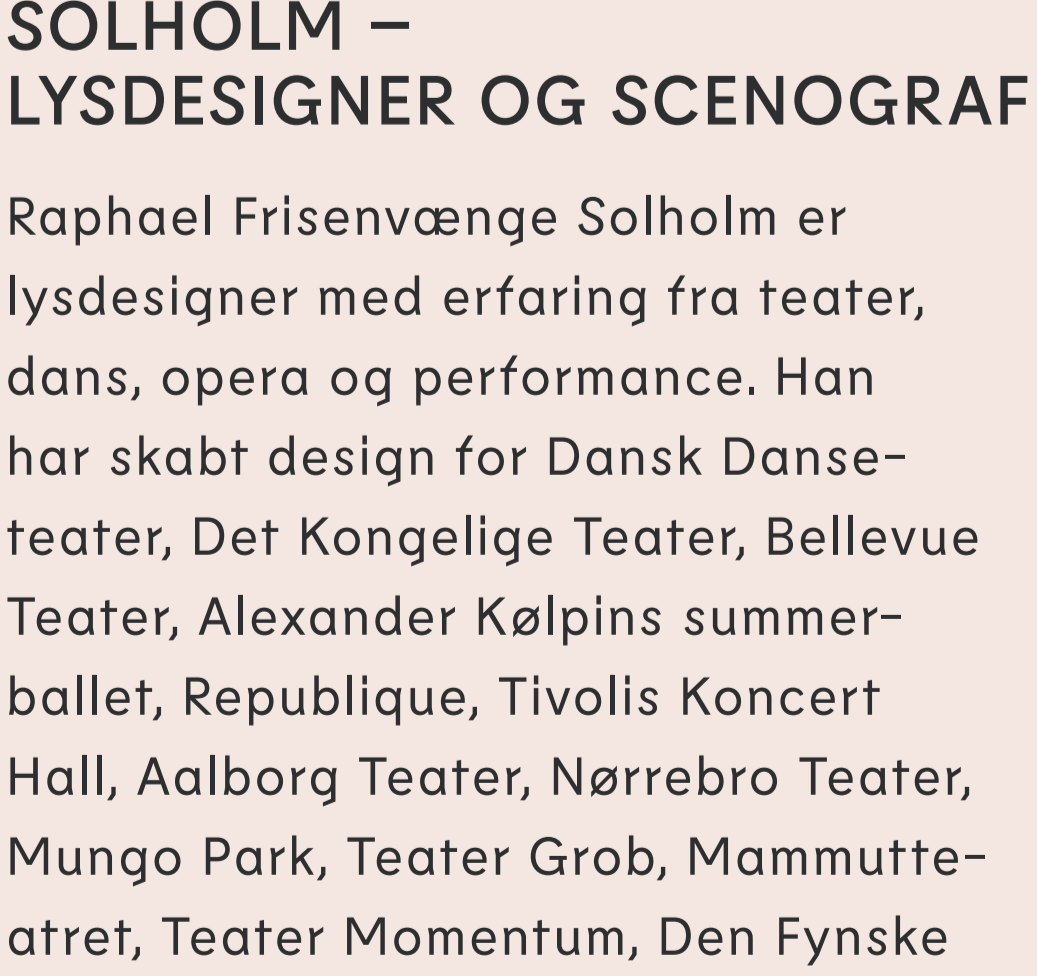 SOLHOLM –
LYSDESIGNER OG SCENOGRAF
Raphael Frisenvænge Solholm er
lysdesigner med erfaring fra teater,
dans, opera og performance. Han
har skabt design for Dansk Danse-
teater, Det Kongelige Teater, Bellevue
Teater, Alexander Kølpins summer-
ballet, Republique, Tivolis Koncert
Hall, Aalborg Teater, Nørrebro Teater,
Mungo Park, Teater Grob, Mammutte-
atret, Teater Momentum, Den Fynske